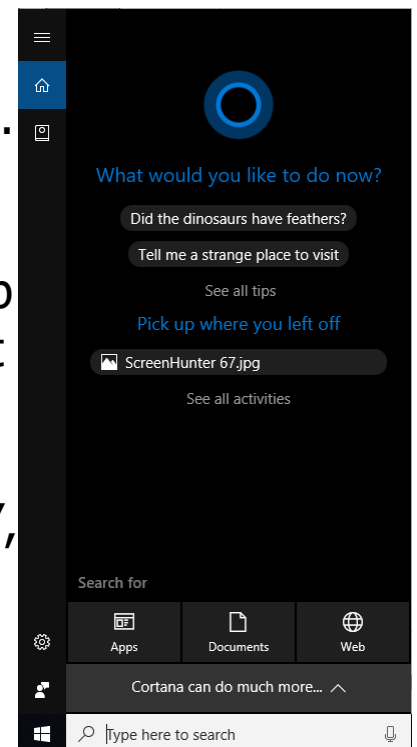 What would you like to do now?
Did the dinosaurs have feathers?
Tell me a strange place to visit
See all tips
Pick up where you left off
ScreenHunter 67.jpg
See all activities
Search for
Apps Documents Web
Cortana can do much more...
Type here to search